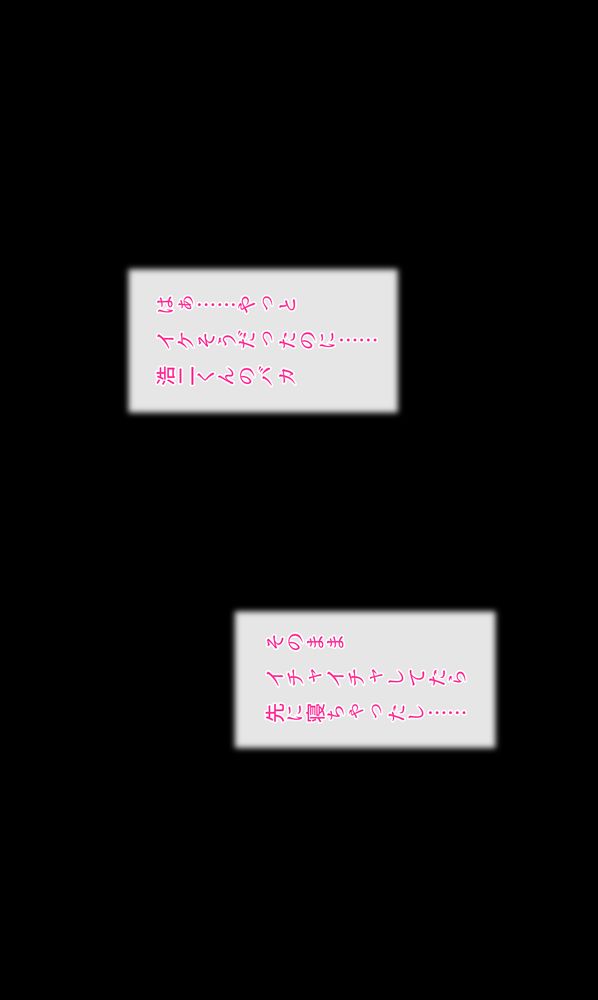 はぁ……やっと
イケそうだったのに……
浩一くんのバカ
そのまま
イチャイチャしてたら
先に寝ちゃったし……